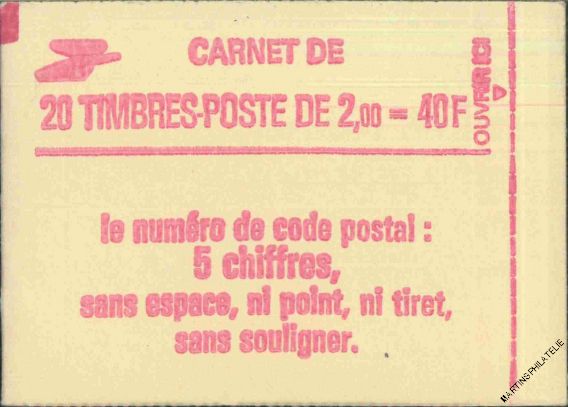 CARNET DE
20 TIMBRES-POSTE DE 2,00 = 40F
OUVRIR ICI
le numéro de code postal :
5 chiffres,
sans espace, ni point, ni tiret,
sans souligner.
MARTINS PHILATELIE